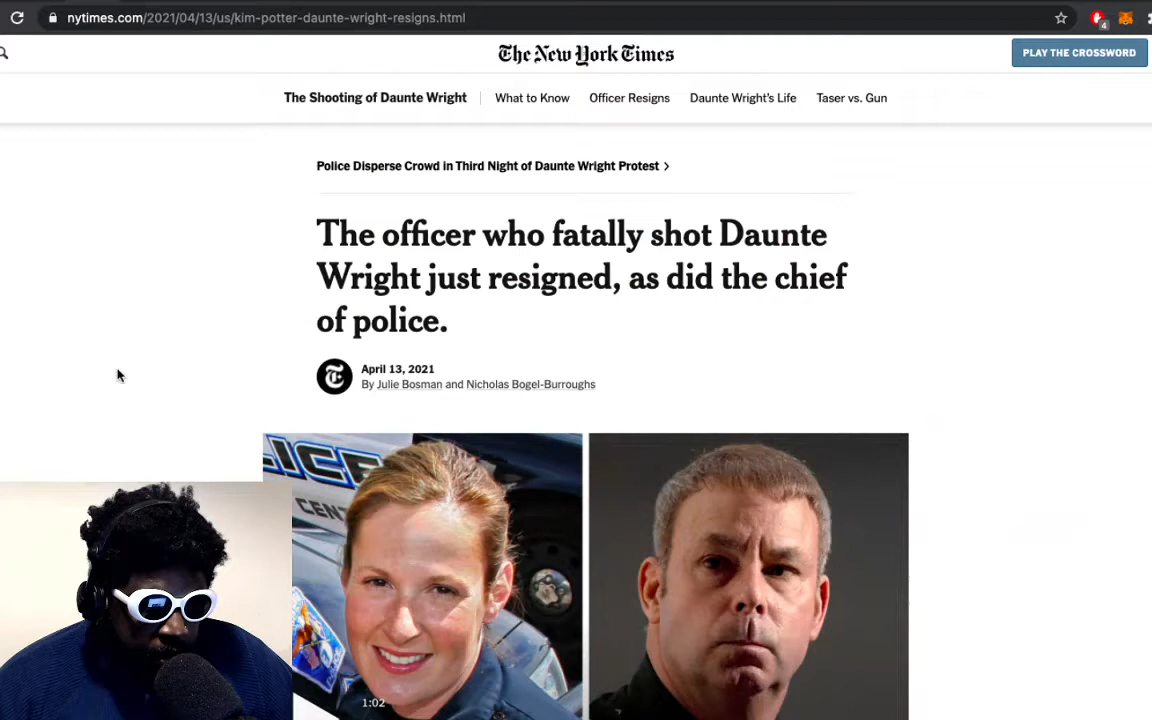 nytimes.com/2021/04/13/us/kim-potter-daunte-wright-resigns.html
4
The New York Times
PLAY THE CROSSWORD
The Shooting of Daunte Wright
What to Know
Officer Resigns
Daunte Wright's Life
Taser vs. Gun
Police Disperse Crowd in Third Night of Daunte Wright Protest >
The officer who fatally shot Daunte
Wright just resigned, as did the chief
of police.
April 13, 2021
By Julie Bosman and Nicholas Bogel-Burroughs
LICE
CENT
1:02